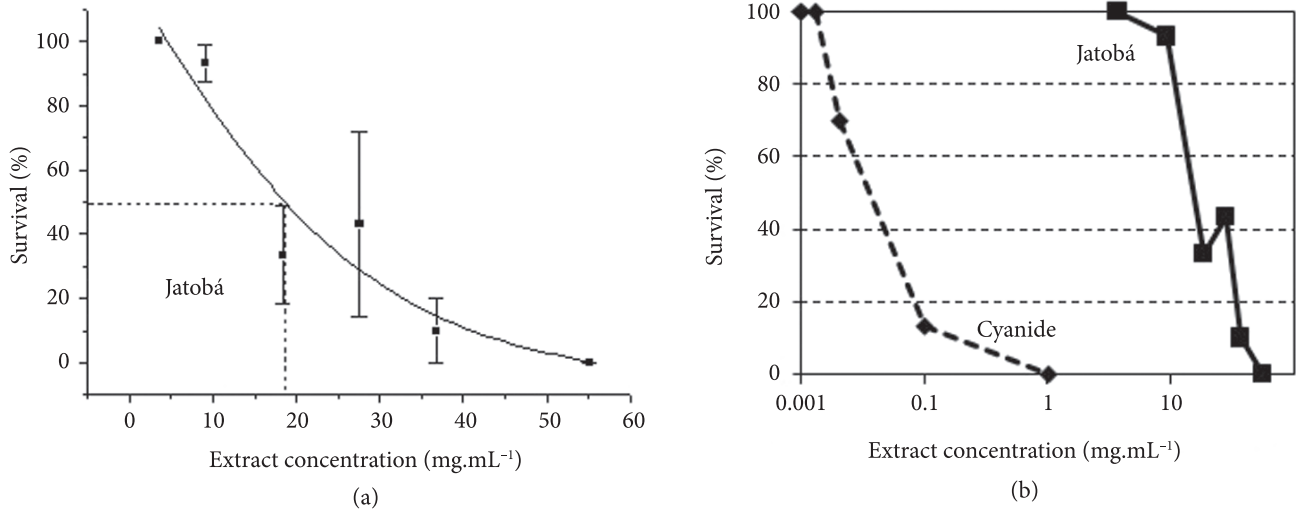 100
80
60
40
20
0
Survival (%)
Jatobá
0 10 20 30 40 50 60
Extract concentration (mg.mL⁻¹)
(a)
100
80
60
40
20
0
Survival (%)
Jatobá
Cyanide
0.001 0.1 1 10
Extract concentration (mg.mL⁻¹)
(b)